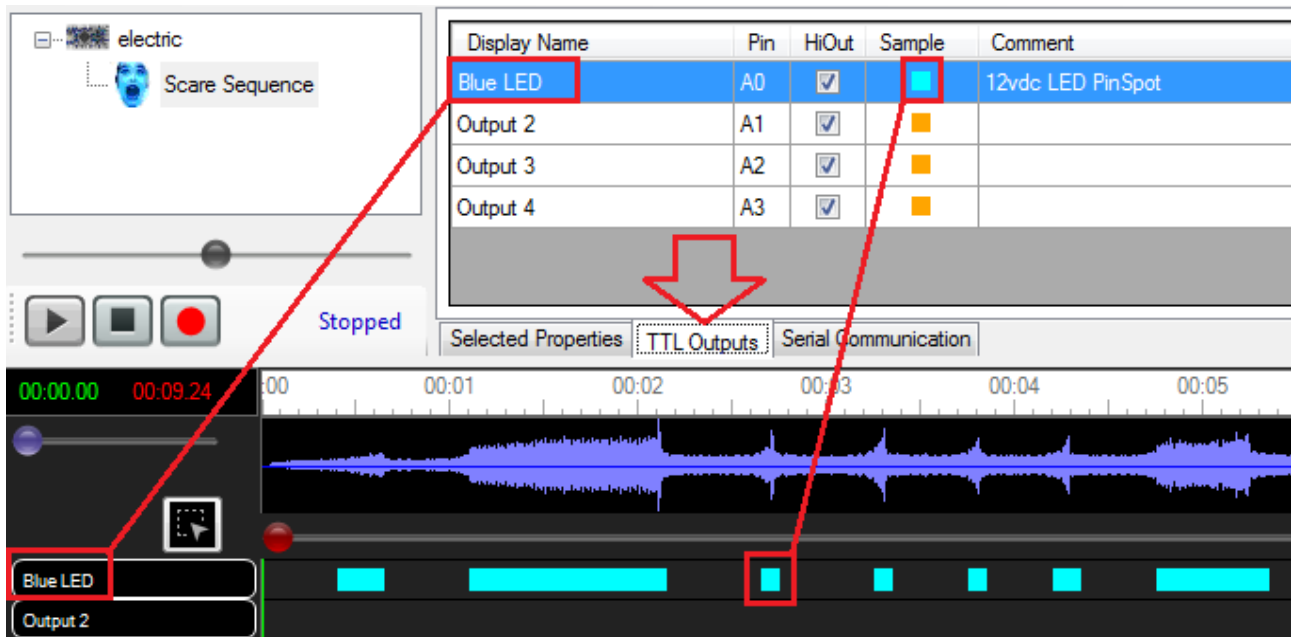 electric
Scare Sequence
Display Name Pin HiOut Sample Comment
Blue LED A0 12vdc LED PinSpot
Output 2 A1
Output 3 A2
Output 4 A3
Stopped
Selected Properties TTL Outputs Serial Communication
00:00.00 00:09.24 :00 00:01 00:02 00:03 00:04 00:05
Blue LED
Output 2